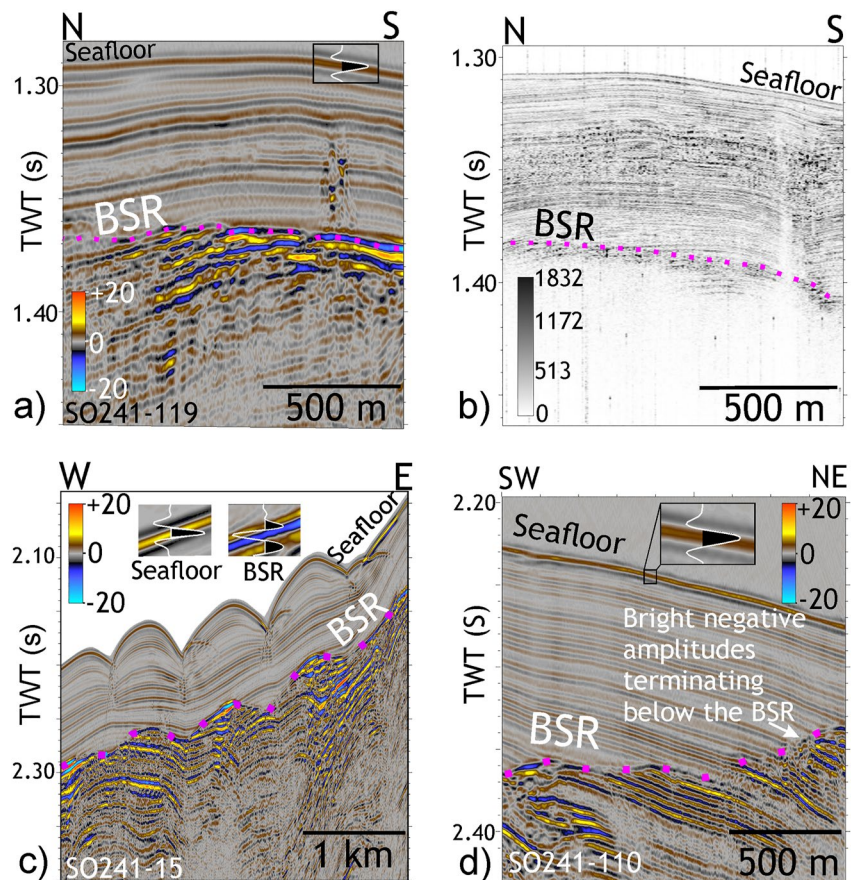 N S
Seafloor
1.30
TWT (s)
BSR
+20
0
-20
1.40
500 m
a) SO241-119
N S
1.30
Seafloor
TWT (s)
BSR
1.40
1832
1172
513
0
500 m
b)
W E
+20
0
-20
Seafloor
BSR
Seafloor
2.10
TWT (s)
BSR
2.30
1 km
c) SO241-15
SW NE
2.20
Seafloor
+20
0
-20
Bright negative
amplitudes
terminating
below the BSR
TWT (S)
BSR
2.40
500 m
d) SO241-110